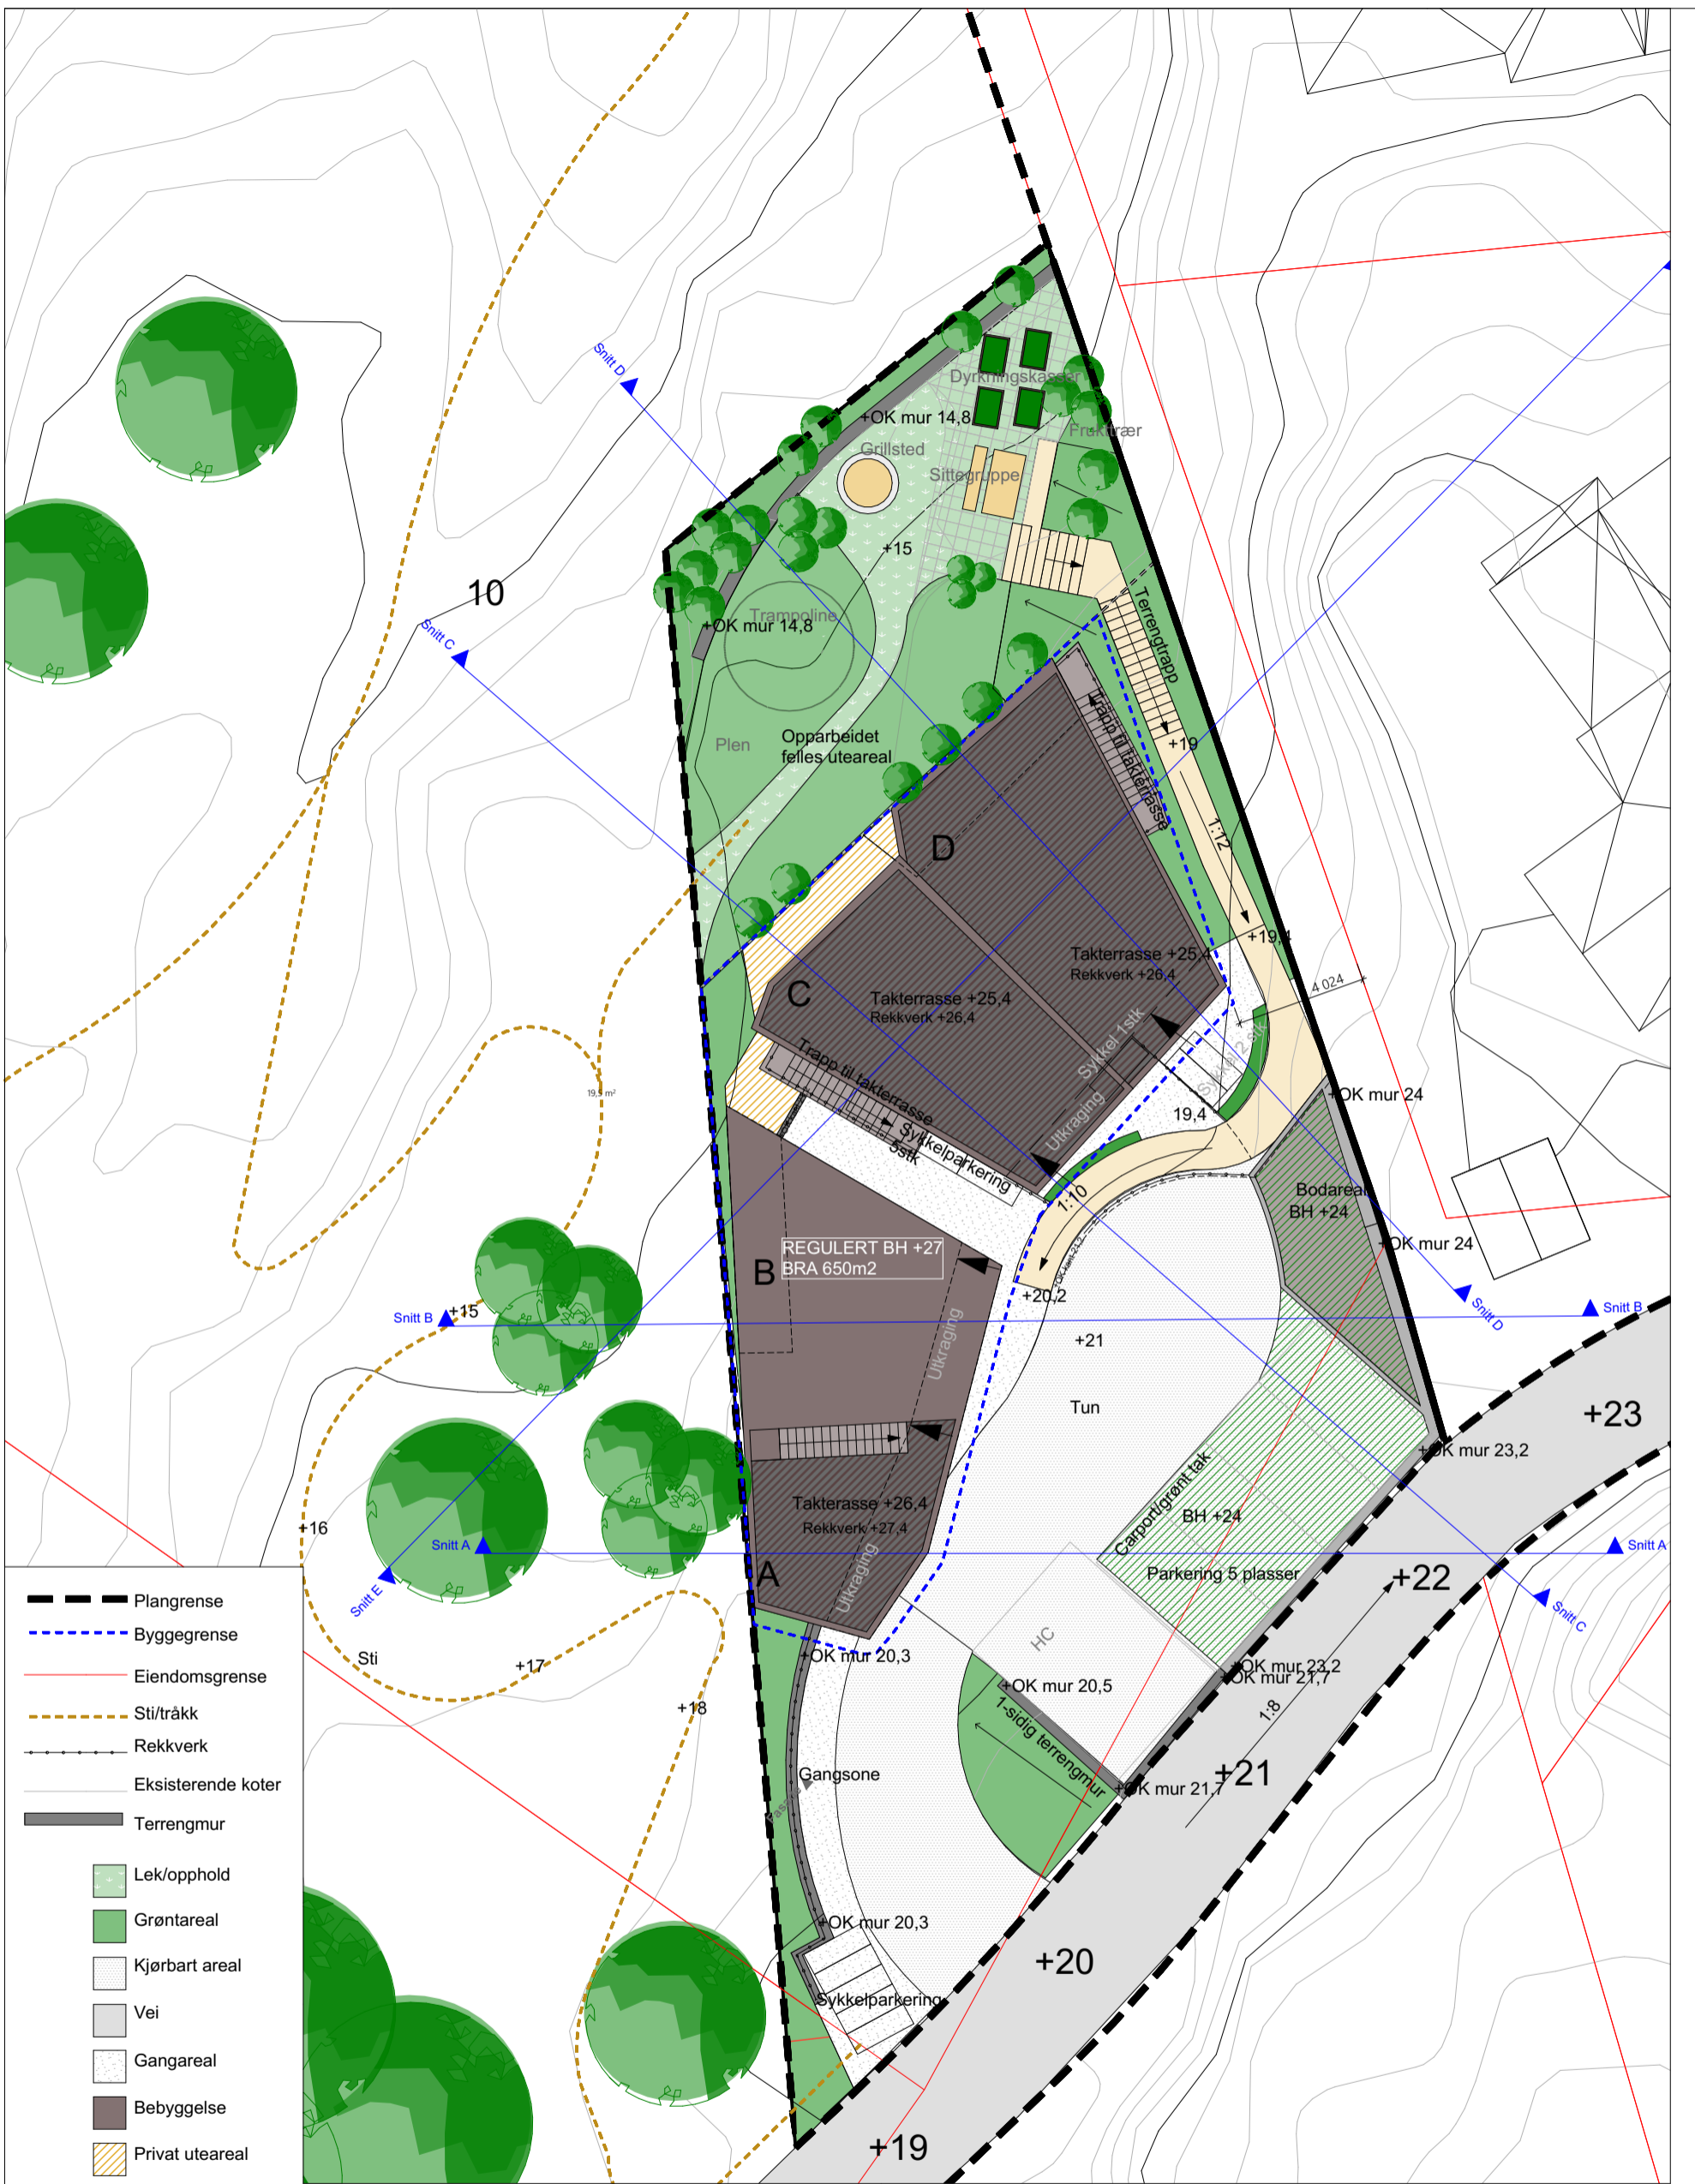 Snitt D
Dyrkningskasser
+OK mur 14,8
Frukttrær
Grillsted
Sittegruppe
+15
10
Trampoline
+OK mur 14,8
Snitt C
Terrengtrapp
Plen
Opparbeidet
felles uteareal
Trapp til takterrasse
+19
1:12
D
+19,4
Takterrasse +25,4
Rekkverk +26,4
4 024
C
Takterrasse +25,4
Rekkverk +26,4
Sykkel 1stk
Sykkel 2 stk
Trapp til takterrasse
19,5 m²
+OK mur 24
19,4
Utkraging
Sykkelparkering
5stk
1:10
Bodareal
BH +24
+OK mur 24
REGULERT BH +27
BRA 650m2
B
+20,2
Snitt B
+15
Snitt B
Snitt D
+21
Utkraging
Tun
+23
+OK mur 23,2
Carport/grønt tak
BH +24
Takterasse +26,4
Rekkverk +27,4
+16
Snitt A
Snitt A
A
Utkraging
Parkering 5 plasser
+22
Snitt E
Snitt C
HC
Sti
+17
+OK mur 20,3
+OK mur 23,2
+OK mur 21,7
+OK mur 20,5
1-sidig terrengmur
+18
1:8
Gangsone
+OK mur 21,7
+21
+OK mur 20,3
+20
Sykkelparkering
+19
Plangrense
Byggegrense
Eiendomsgrense
Sti/tråkk
Rekkverk
Eksisterende koter
Terrengmur
Lek/opphold
Grøntareal
Kjørbart areal
Vei
Gangareal
Bebyggelse
Privat uteareal